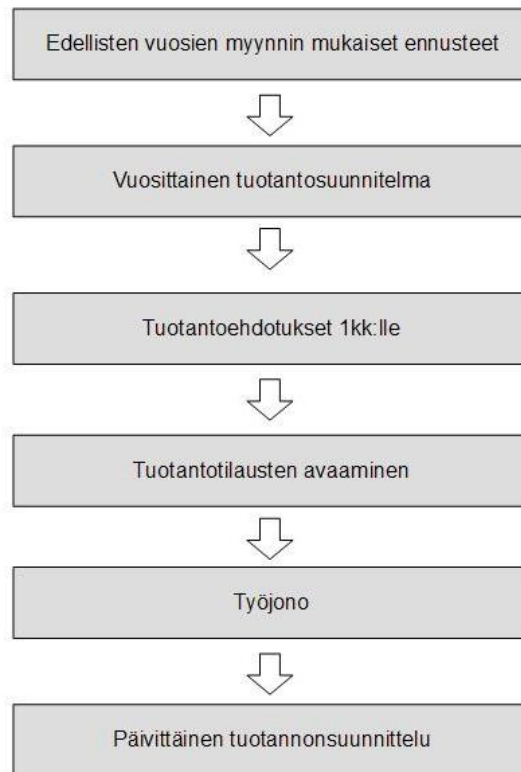 Edellisten vuosien myynnin mukaiset ennusteet
Vuosittainen tuotantosuunnitelma
Tuotantoehdotukset 1kk:lle
Tuotantotilausten avaaminen
Työjono
Päivittäinen tuotannonsuunnittelu